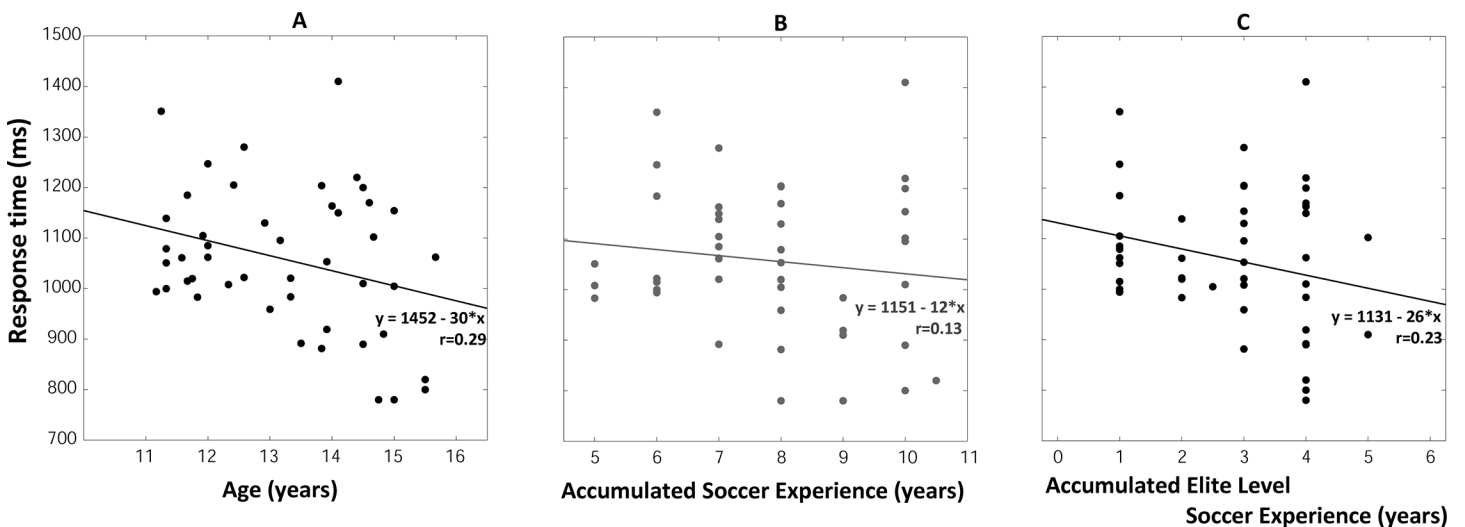 A
B
C
Response time (ms)
1500
1400
1300
1200
1100
1000
900
800
700
y = 1452 - 30*x
r=0.29
11 12 13 14 15 16
Age (years)
y = 1151 - 12*x
r=0.13
5 6 7 8 9 10 11
Accumulated Soccer Experience (years)
y = 1131 - 26*x
r=0.23
0 1 2 3 4 5 6
Accumulated Elite Level
Soccer Experience (years)